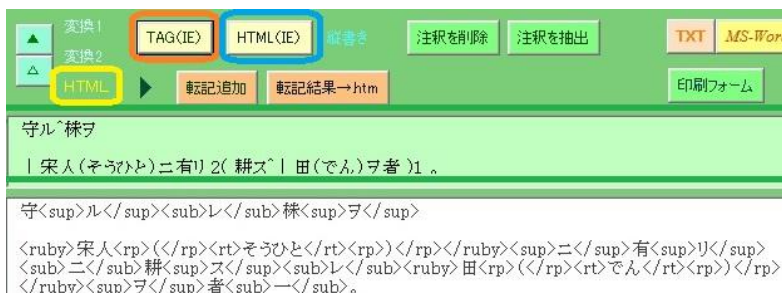 ▲ 変換1 TAG(IE) HTML(IE) 縦書き 注釈を削除 注釈を抽出 TXT MS-Wor
△ 変換2
HTML ▶ 転記追加 転記結果→htm 印刷フォーム
守ル^株ヲ
|宋人(そうひと)ニ有リ2(耕ズ^|田(でん)ヲ者)1。
守<sup>ル</sup><sub>レ</sub>株<sup>ヲ</sup>
<ruby>宋人<rp>(</rp><rt>そうひと</rt><rp>)</rp></ruby><sup>ニ</sup>有<sup>リ</sup>
<sub>二</sub>耕<sup>ス</sup><sub>レ</sub><ruby>田<rp>(</rp><rt>でん</rt><rp>)</rp>
</ruby><sup>ヲ</sup>者<sub>一</sub>。